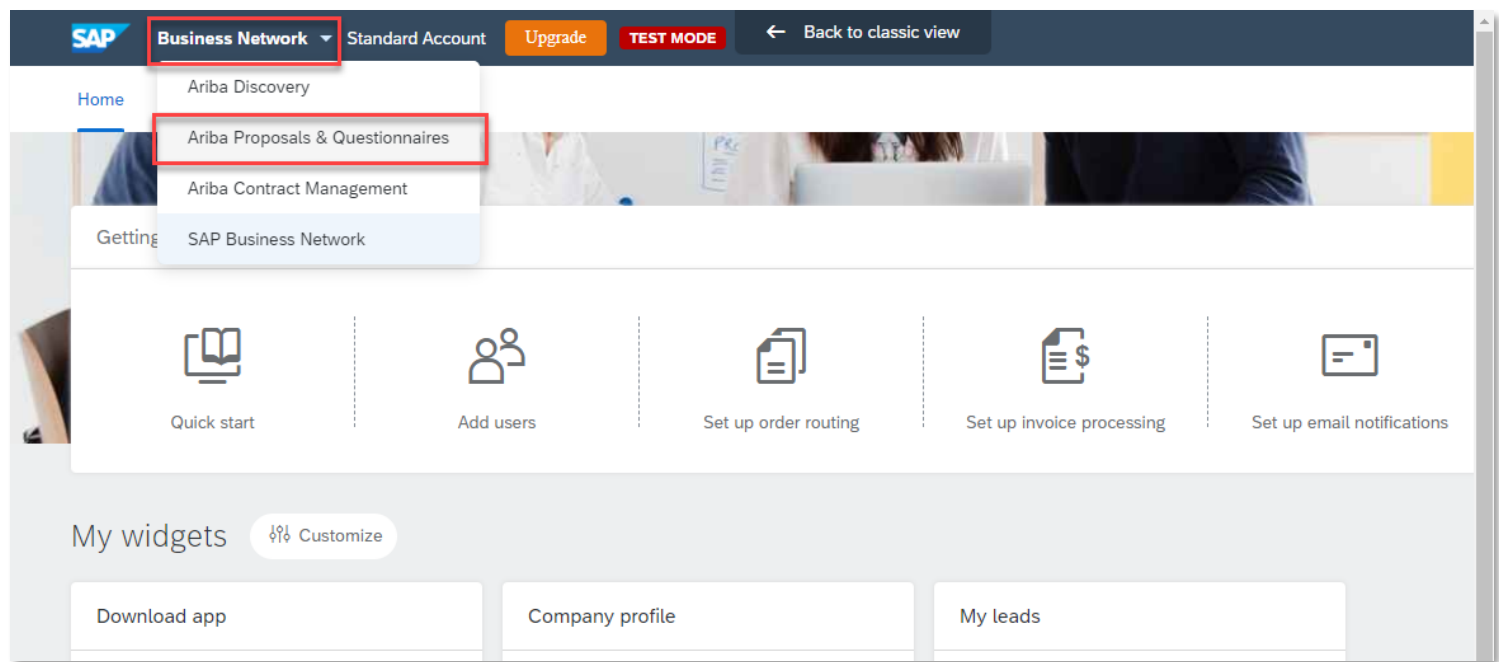 SAP Business Network Standard Account Upgrade TEST MODE ← Back to classic view
Home
Ariba Discovery
Ariba Proposals & Questionnaires
Ariba Contract Management
SAP Business Network
Getting
Quick start Add users Set up order routing Set up invoice processing Set up email notifications
My widgets Customize
Download app Company profile My leads